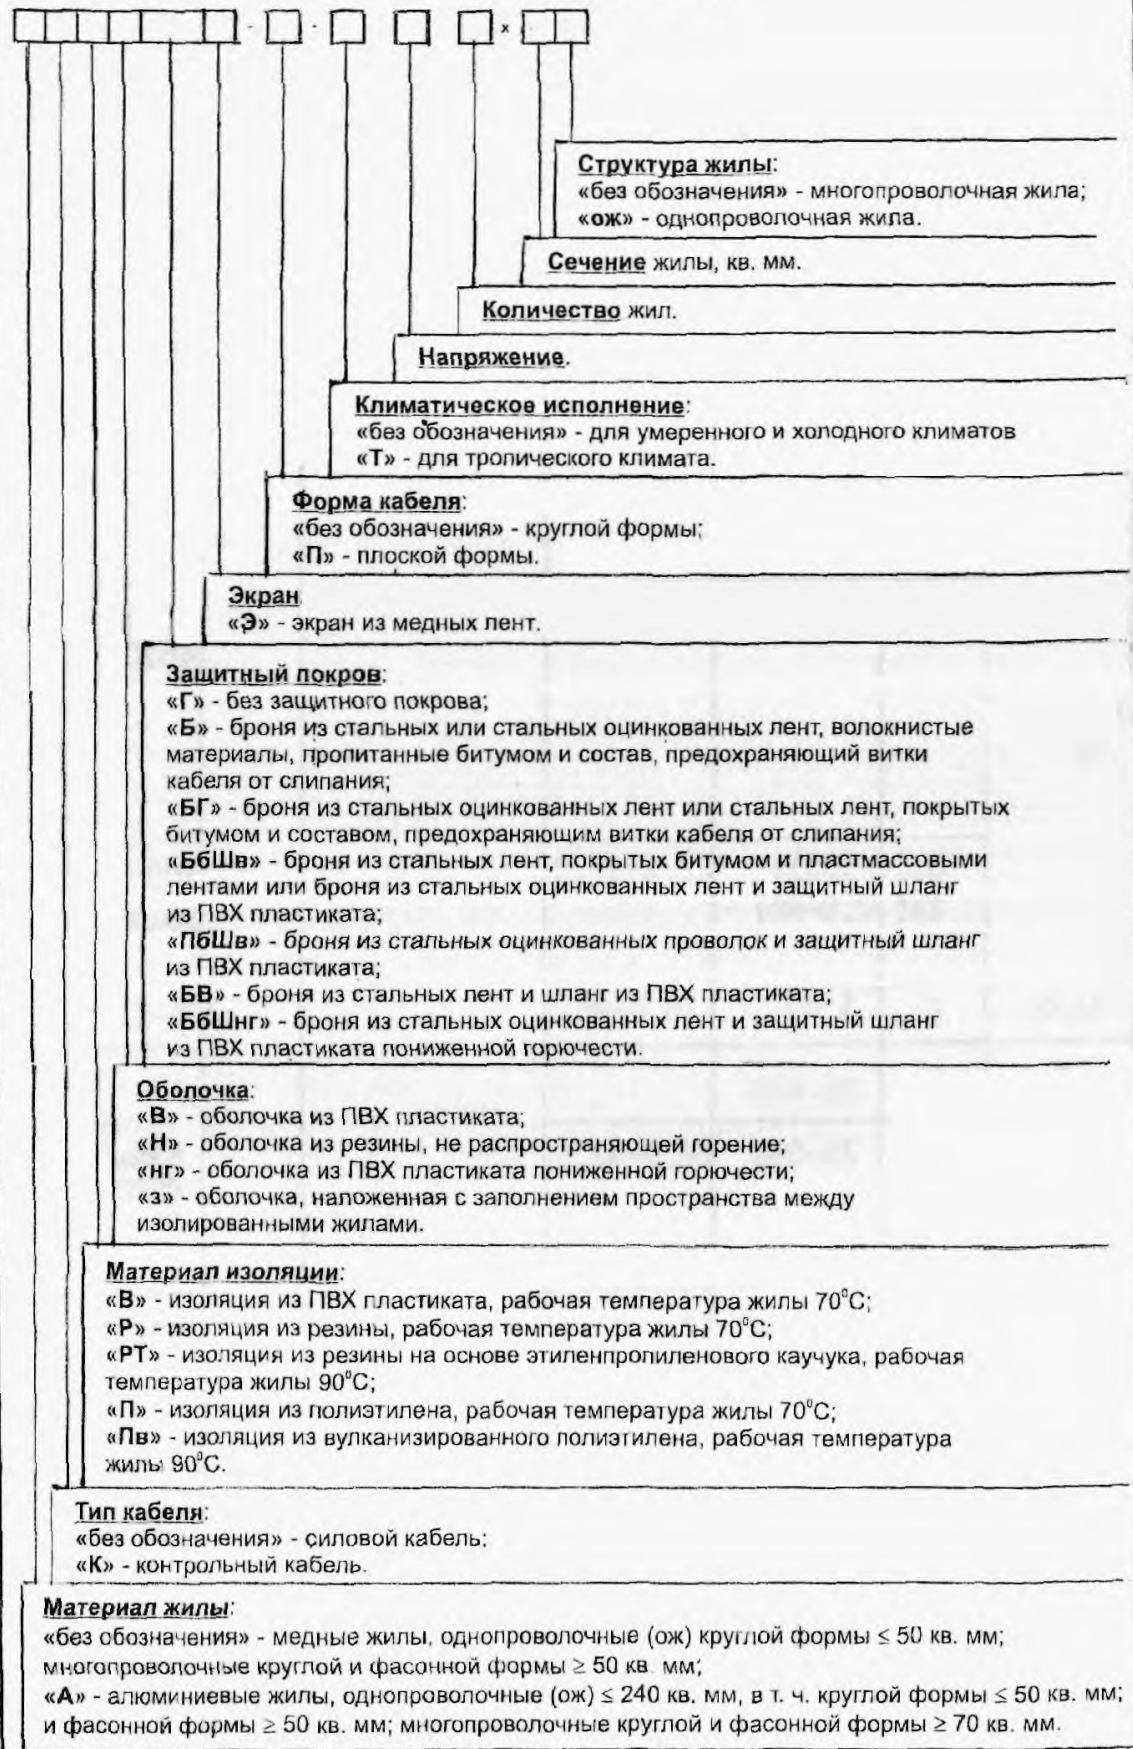 - - ×
Структура жилы:
«без обозначения» - многопроволочная жила;
«ож» - однопроволочная жила.
Сечение жилы, кв. мм.
Количество жил.
Напряжение.
Климатическое исполнение:
«без обозначения» - для умеренного и холодного климатов
«Т» - для тропического климата.
Форма кабеля:
«без обозначения» - круглой формы;
«П» - плоской формы.
Экран
«Э» - экран из медных лент.
Защитный покров:
«Г» - без защитного покрова;
«Б» - броня из стальных или стальных оцинкованных лент, волокнистые
материалы, пропитанные битумом и состав, предохраняющий витки
кабеля от слипания;
«БГ» - броня из стальных оцинкованных лент или стальных лент, покрытых
битумом и составом, предохраняющим витки кабеля от слипания;
«БбШв» - броня из стальных лент, покрытых битумом и пластмассовыми
лентами или броня из стальных оцинкованных лент и защитный шланг
из ПВХ пластиката;
«ПбШв» - броня из стальных оцинкованных проволок и защитный шланг
из ПВХ пластиката;
«БВ» - броня из стальных лент и шланг из ПВХ пластиката;
«БбШнг» - броня из стальных оцинкованных лент и защитный шланг
из ПВХ пластиката пониженной горючести.
Оболочка:
«В» - оболочка из ПВХ пластиката;
«Н» - оболочка из резины, не распространяющей горение;
«нг» - оболочка из ПВХ пластиката пониженной горючести;
«з» - оболочка, наложенная с заполнением пространства между
изолированными жилами.
Материал изоляции:
«В» - изоляция из ПВХ пластиката, рабочая температура жилы 70⁰С;
«Р» - изоляция из резины, рабочая температура жилы 70⁰С;
«РТ» - изоляция из резины на основе этиленпропиленового каучука, рабочая
температура жилы 90⁰С;
«П» - изоляция из полиэтилена, рабочая температура жилы 70⁰С;
«Пв» - изоляция из вулканизированного полиэтилена, рабочая температура
жилы 90⁰С.
Тип кабеля:
«без обозначения» - силовой кабель;
«К» - контрольный кабель.
Материал жилы:
«без обозначения» - медные жилы, однопроволочные (ож) круглой формы ≤ 50 кв. мм;
многопроволочные круглой и фасонной формы ≥ 50 кв мм;
«А» - алюминиевые жилы, однопроволочные (ож) ≤ 240 кв. мм, в т. ч. круглой формы ≤ 50 кв. мм;
и фасонной формы ≥ 50 кв. мм; многопроволочные круглой и фасонной формы ≥ 70 кв. мм.